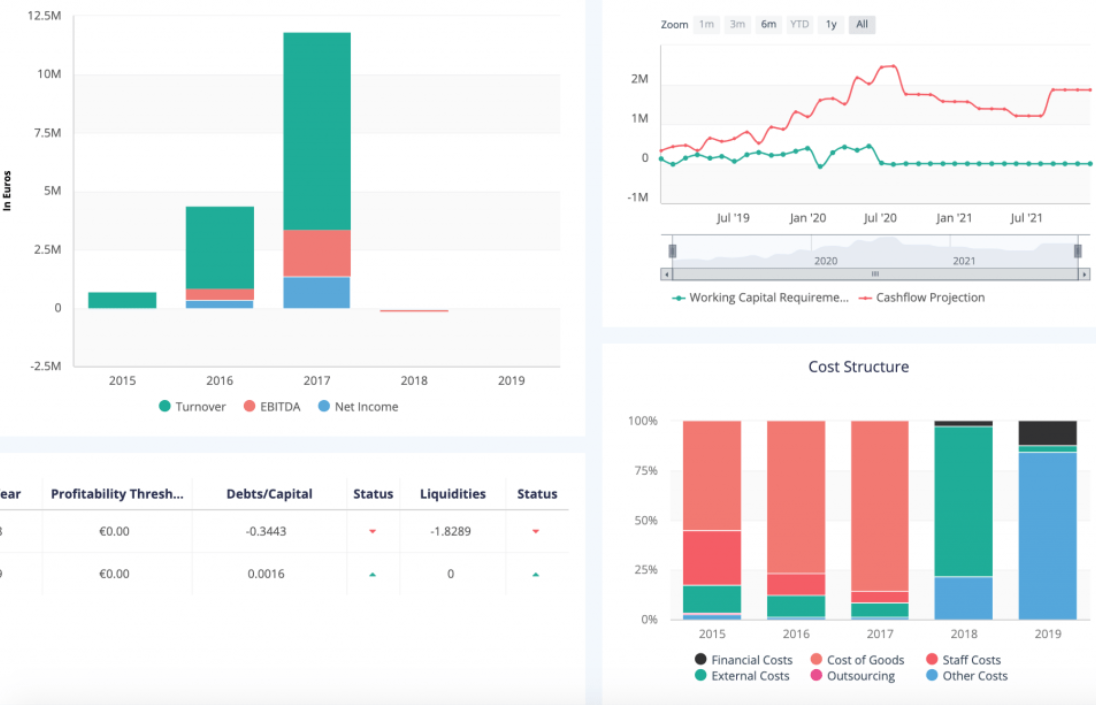 12.5M
10M
7.5M
5M
2.5M
0
-2.5M
In Euros
2015 2016 2017 2018 2019
Turnover EBITDA Net Income
Zoom 1m 3m 6m YTD 1y All
2M
1M
0
-1M
Jul '19 Jan '20 Jul '20 Jan '21 Jul '21
2020 2021
Working Capital Requireme... Cashflow Projection
ear Profitability Thresh... Debts/Capital Status Liquidities Status
€0.00 -0.3443 -1.8289
9 €0.00 0.0016 0
Cost Structure
100%
75%
50%
25%
0%
2015 2016 2017 2018 2019
Financial Costs Cost of Goods Staff Costs
External Costs Outsourcing Other Costs